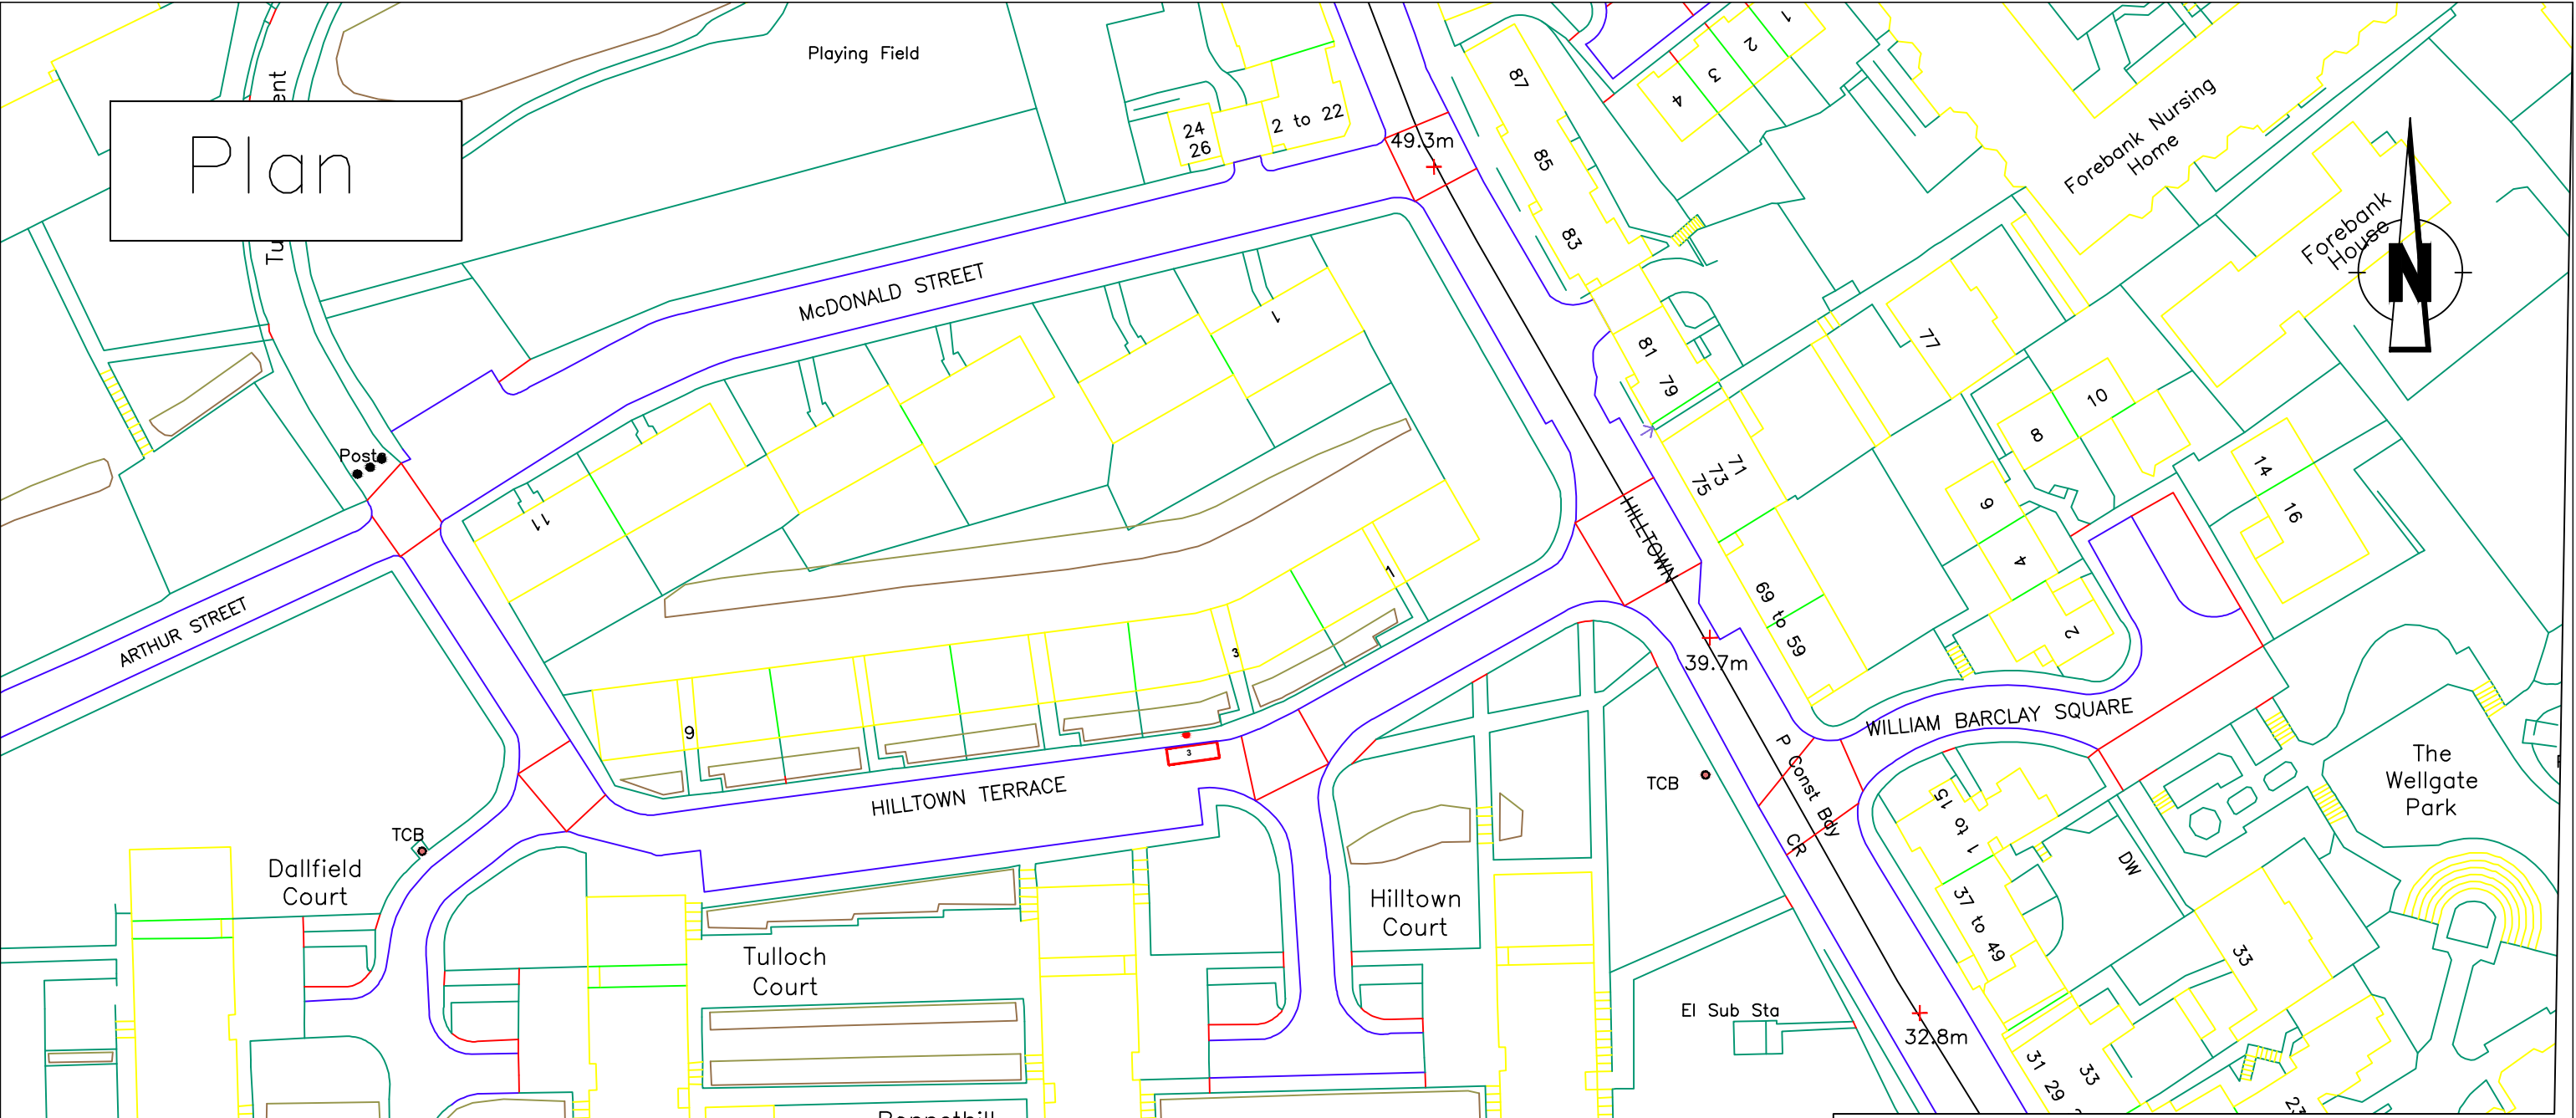 Playing Field
Plan
Tu
ent
24
26
2 to 22
49.3m
87
85
83
81
79
1
2
3
4
Forebank Nursing
Home
Forebank
House
N
McDONALD STREET
1
11
Posts
ARTHUR STREET
77
71
73
75
10
8
6
4
2
14
16
HILLTOWN
69 to 59
39.7m
WILLIAM BARCLAY SQUARE
1
3
9
3
HILLTOWN TERRACE
TCB
TCB
P Const Bdy
CR
The
Wellgate
Park
15 to 1
DW
37 to 49
33
Dallfield
Court
Tulloch
Court
Hilltown
Court
El Sub Sta
32.8m
31
29
33
23